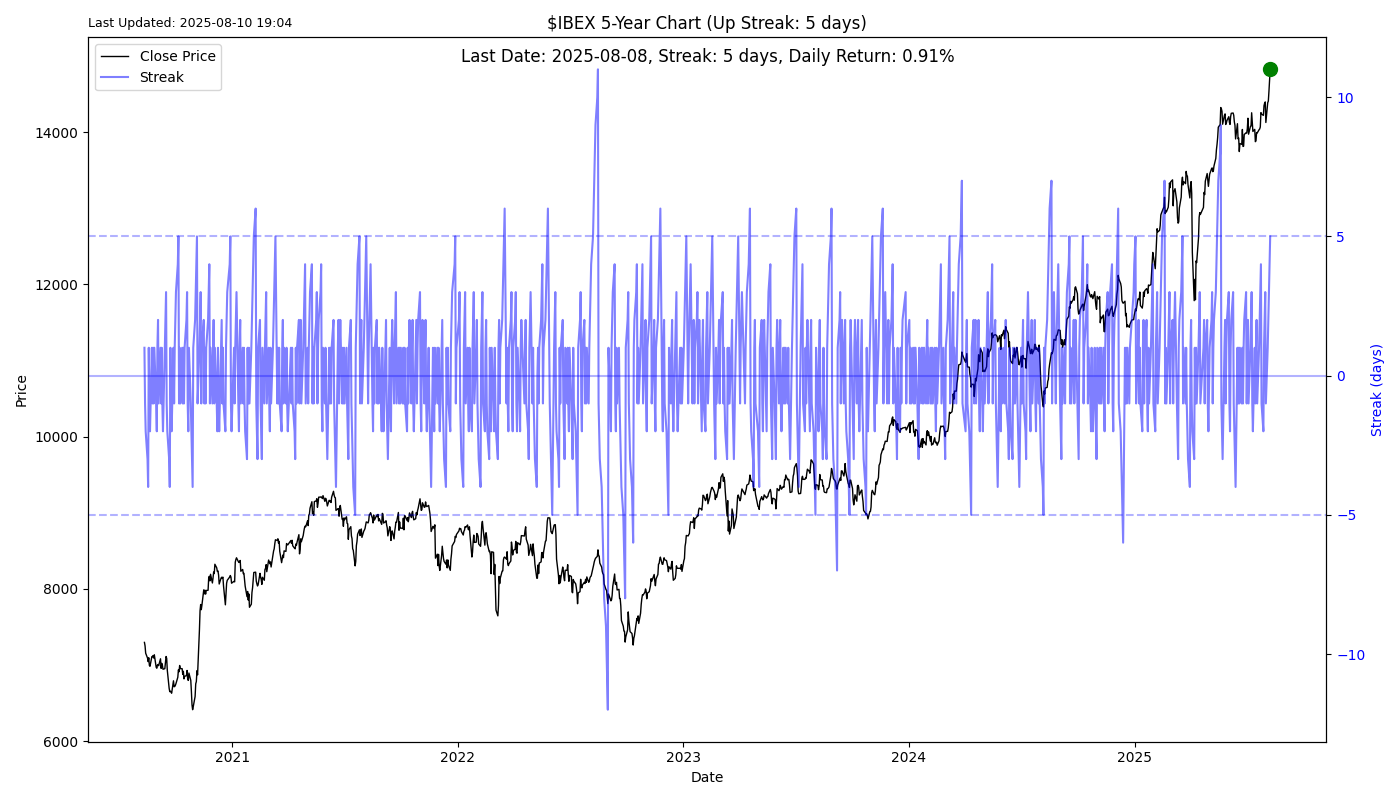 Last Updated: 2025-08-10 19:04
$IBEX 5-Year Chart (Up Streak: 5 days)
Last Date: 2025-08-08, Streak: 5 days, Daily Return: 0.91%
Close Price
Streak
14000
12000
10000
8000
6000
Price
10
5
0
−5
−10
Streak (days)
2021
2022
2023
2024
2025
Date